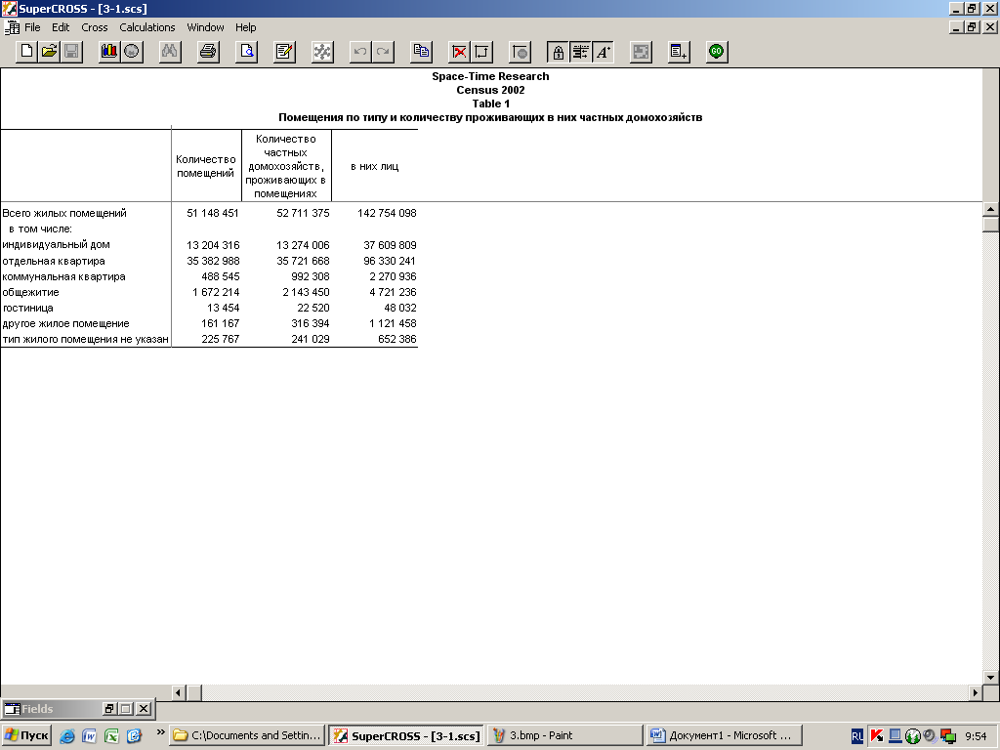 SuperCROSS - [3-1.scs]
File Edit Cross Calculations Window Help
GO
Space-Time Research
Census 2002
Table 1
Помещения по типу и количеству проживающих в них частных домохозяйств
Количество помещений
Количество частных домохозяйств, проживающих в помещениях
в них лиц
Всего жилых помещений 51 148 451 52 711 375 142 754 098
в том числе:
индивидуальный дом 13 204 316 13 274 006 37 609 809
отдельная квартира 35 382 988 35 721 668 96 330 241
коммунальная квартира 488 545 992 308 2 270 936
общежитие 1 672 214 2 143 450 4 721 236
гостиница 13 454 22 520 48 032
другое жилое помещение 161 167 316 394 1 121 458
тип жилого помещения не указан 225 767 241 029 652 386
Fields
Пуск » C:\Documents and Settin... SuperCROSS - [3-1.scs] 3.bmp - Paint Документ1 - Microsoft ... RL 9:54